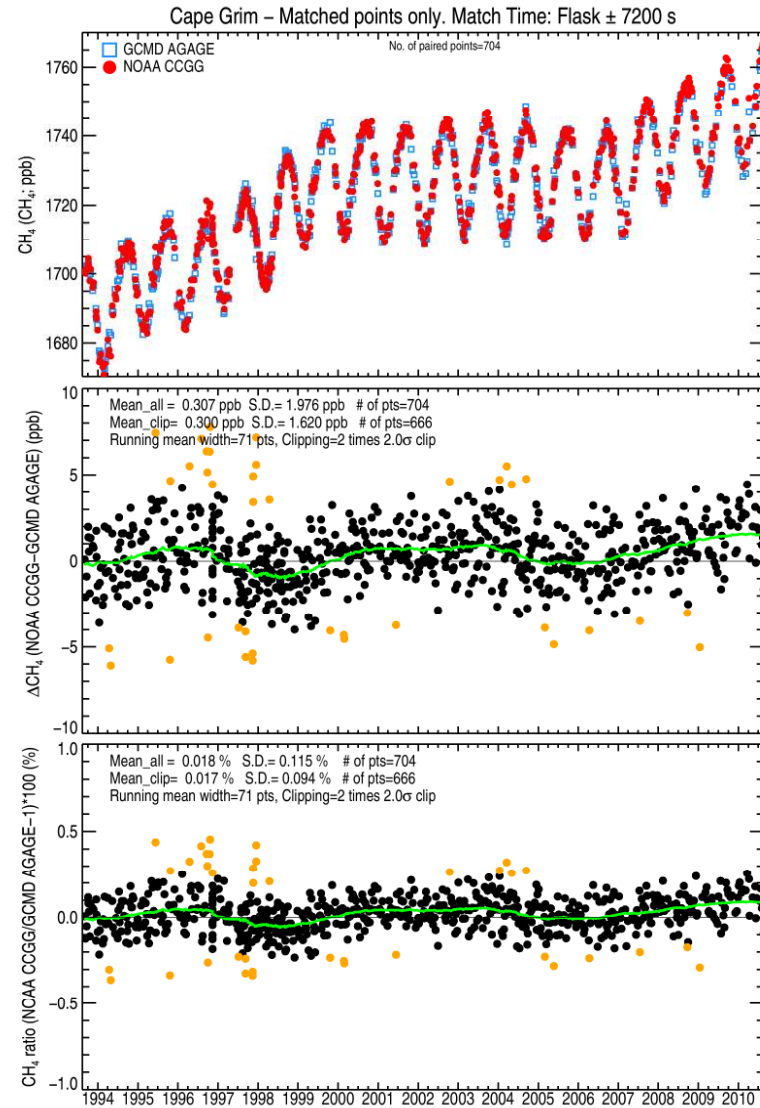 Cape Grim − Matched points only. Match Time: Flask ± 7200 s
GCMD AGAGE
NOAA CCGG
No. of paired points=704
CH₄ (CH₄; ppb)
1760
1740
1720
1700
1680
Mean_all = 0.307 ppb S.D.= 1.976 ppb # of pts=704
Mean_clip = 0.300 ppb S.D.= 1.620 ppb # of pts=666
Running mean width=71 pts, Clipping=2 times 2.0σ clip
ΔCH₄ (NOAA CCGG−GCMD AGAGE) (ppb)
10
5
0
−5
−10
Mean_all = 0.018 % S.D.= 0.115 % # of pts=704
Mean_clip= 0.017 % S.D.= 0.094 % # of pts=666
Running mean width=71 pts, Clipping=2 times 2.0σ clip
CH₄ ratio (NCAA CCGG/GCMD AGAGE−1)*100 (%)
1.0
0.5
0.0
−0.5
−1.0
1994 1995 1996 1997 1998 1999 2000 2001 2002 2003 2004 2005 2006 2007 2008 2009 2010